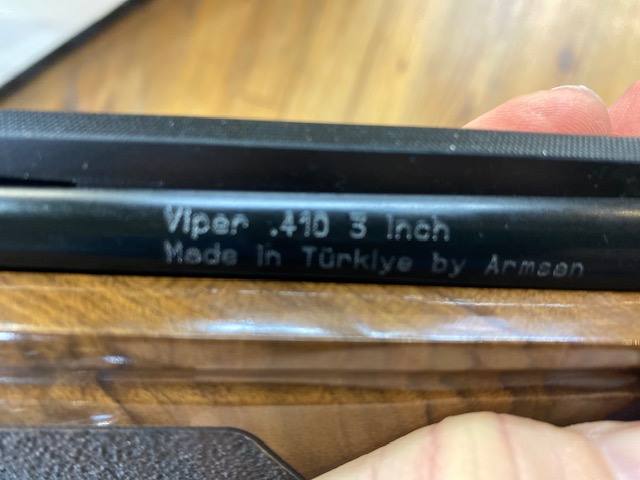 Viper .410 3 Inch
Made in Türkiye by Armsan